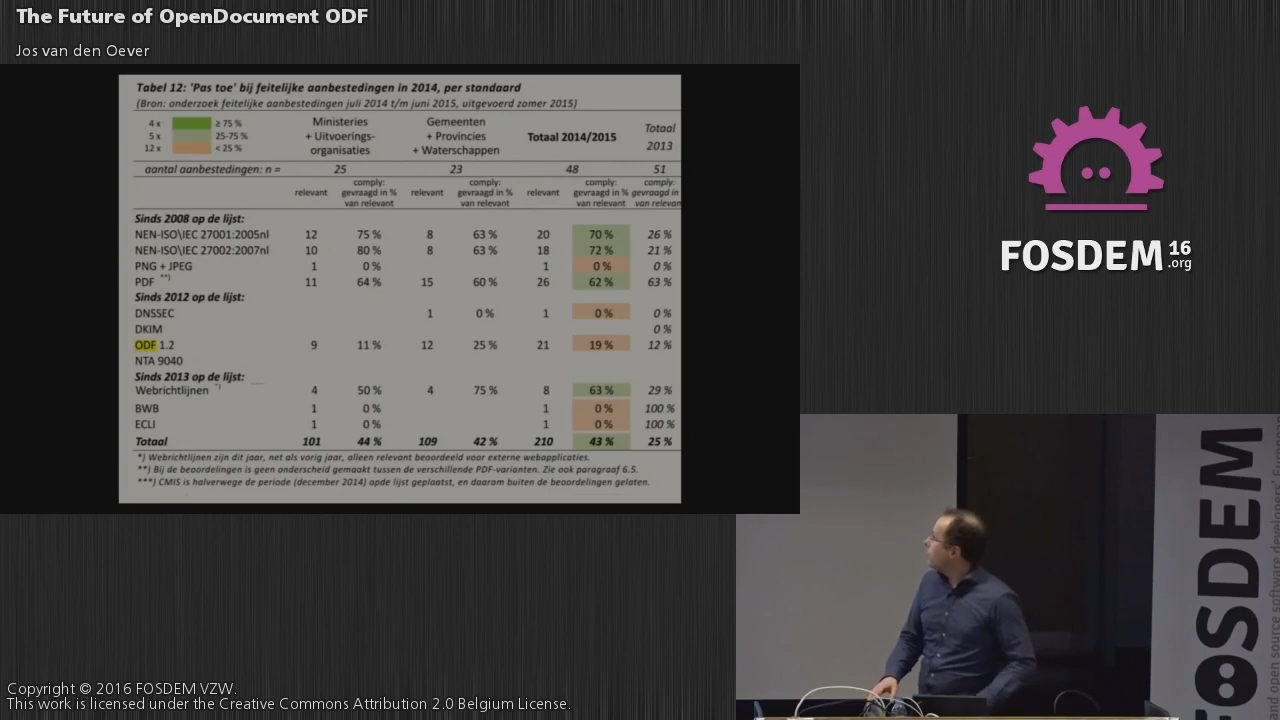 The Future of OpenDocument ODF
Jos van den Oever
Tabel 12: 'Pas toe' bij feitelijke aanbestedingen in 2014, per standaard
(Bron: onderzoek feitelijke aanbestedingen juli 2014 t/m juni 2015, uitgevoerd zomer 2015)
4 x ≥ 75 %
5 x 25-75 %
12 x < 25 %
Ministeries + Uitvoerings-organisaties
Gemeenten + Provincies + Waterschappen
Totaal 2014/2015
Totaal 2013
aantal aanbestedingen: n = 25 23 48 51
relevant comply: gevraagd in % van relevant relevant comply: gevraagd in % van relevant relevant comply: gevraagd in % van relevant comply: gevraagd in van relevan
Sinds 2008 op de lijst:
NEN-ISO\IEC 27001:2005nl 12 75 % 8 63 % 20 70 % 26 %
NEN-ISO\IEC 27002:2007nl 10 80 % 8 63 % 18 72 % 21 %
PNG + JPEG 1 0 % 1 0 % 0 %
PDF **) 11 64 % 15 60 % 26 62 % 63 %
Sinds 2012 op de lijst:
DNSSEC 1 0 % 1 0 % 0 %
DKIM 0 %
ODF 1.2 9 11 % 12 25 % 21 19 % 12 %
NTA 9040
Sinds 2013 op de lijst:
Webrichtlijnen *) 4 50 % 4 75 % 8 63 % 29 %
BWB 1 0 % 1 0 % 100 %
ECLI 1 0 % 1 0 % 100 %
Totaal 101 44 % 109 42 % 210 43 % 25 %
*) Webrichtlijnen zijn dit jaar, net als vorig jaar, alleen relevant beoordeeld voor externe webapplicaties.
**) Bij de beoordelingen is geen onderscheid gemaakt tussen de verschillende PDF-varianten. Zie ook paragraaf 6.5.
***) CMIS is halverwege de periode (december 2014) opde lijst geplaatst, en daarom buiten de beoordelingen gelaten.
FOSDEM 16
.org
FOSDEM
Copyright © 2016 FOSDEM VZW.
This work is licensed under the Creative Commons Attribution 2.0 Belgium License.